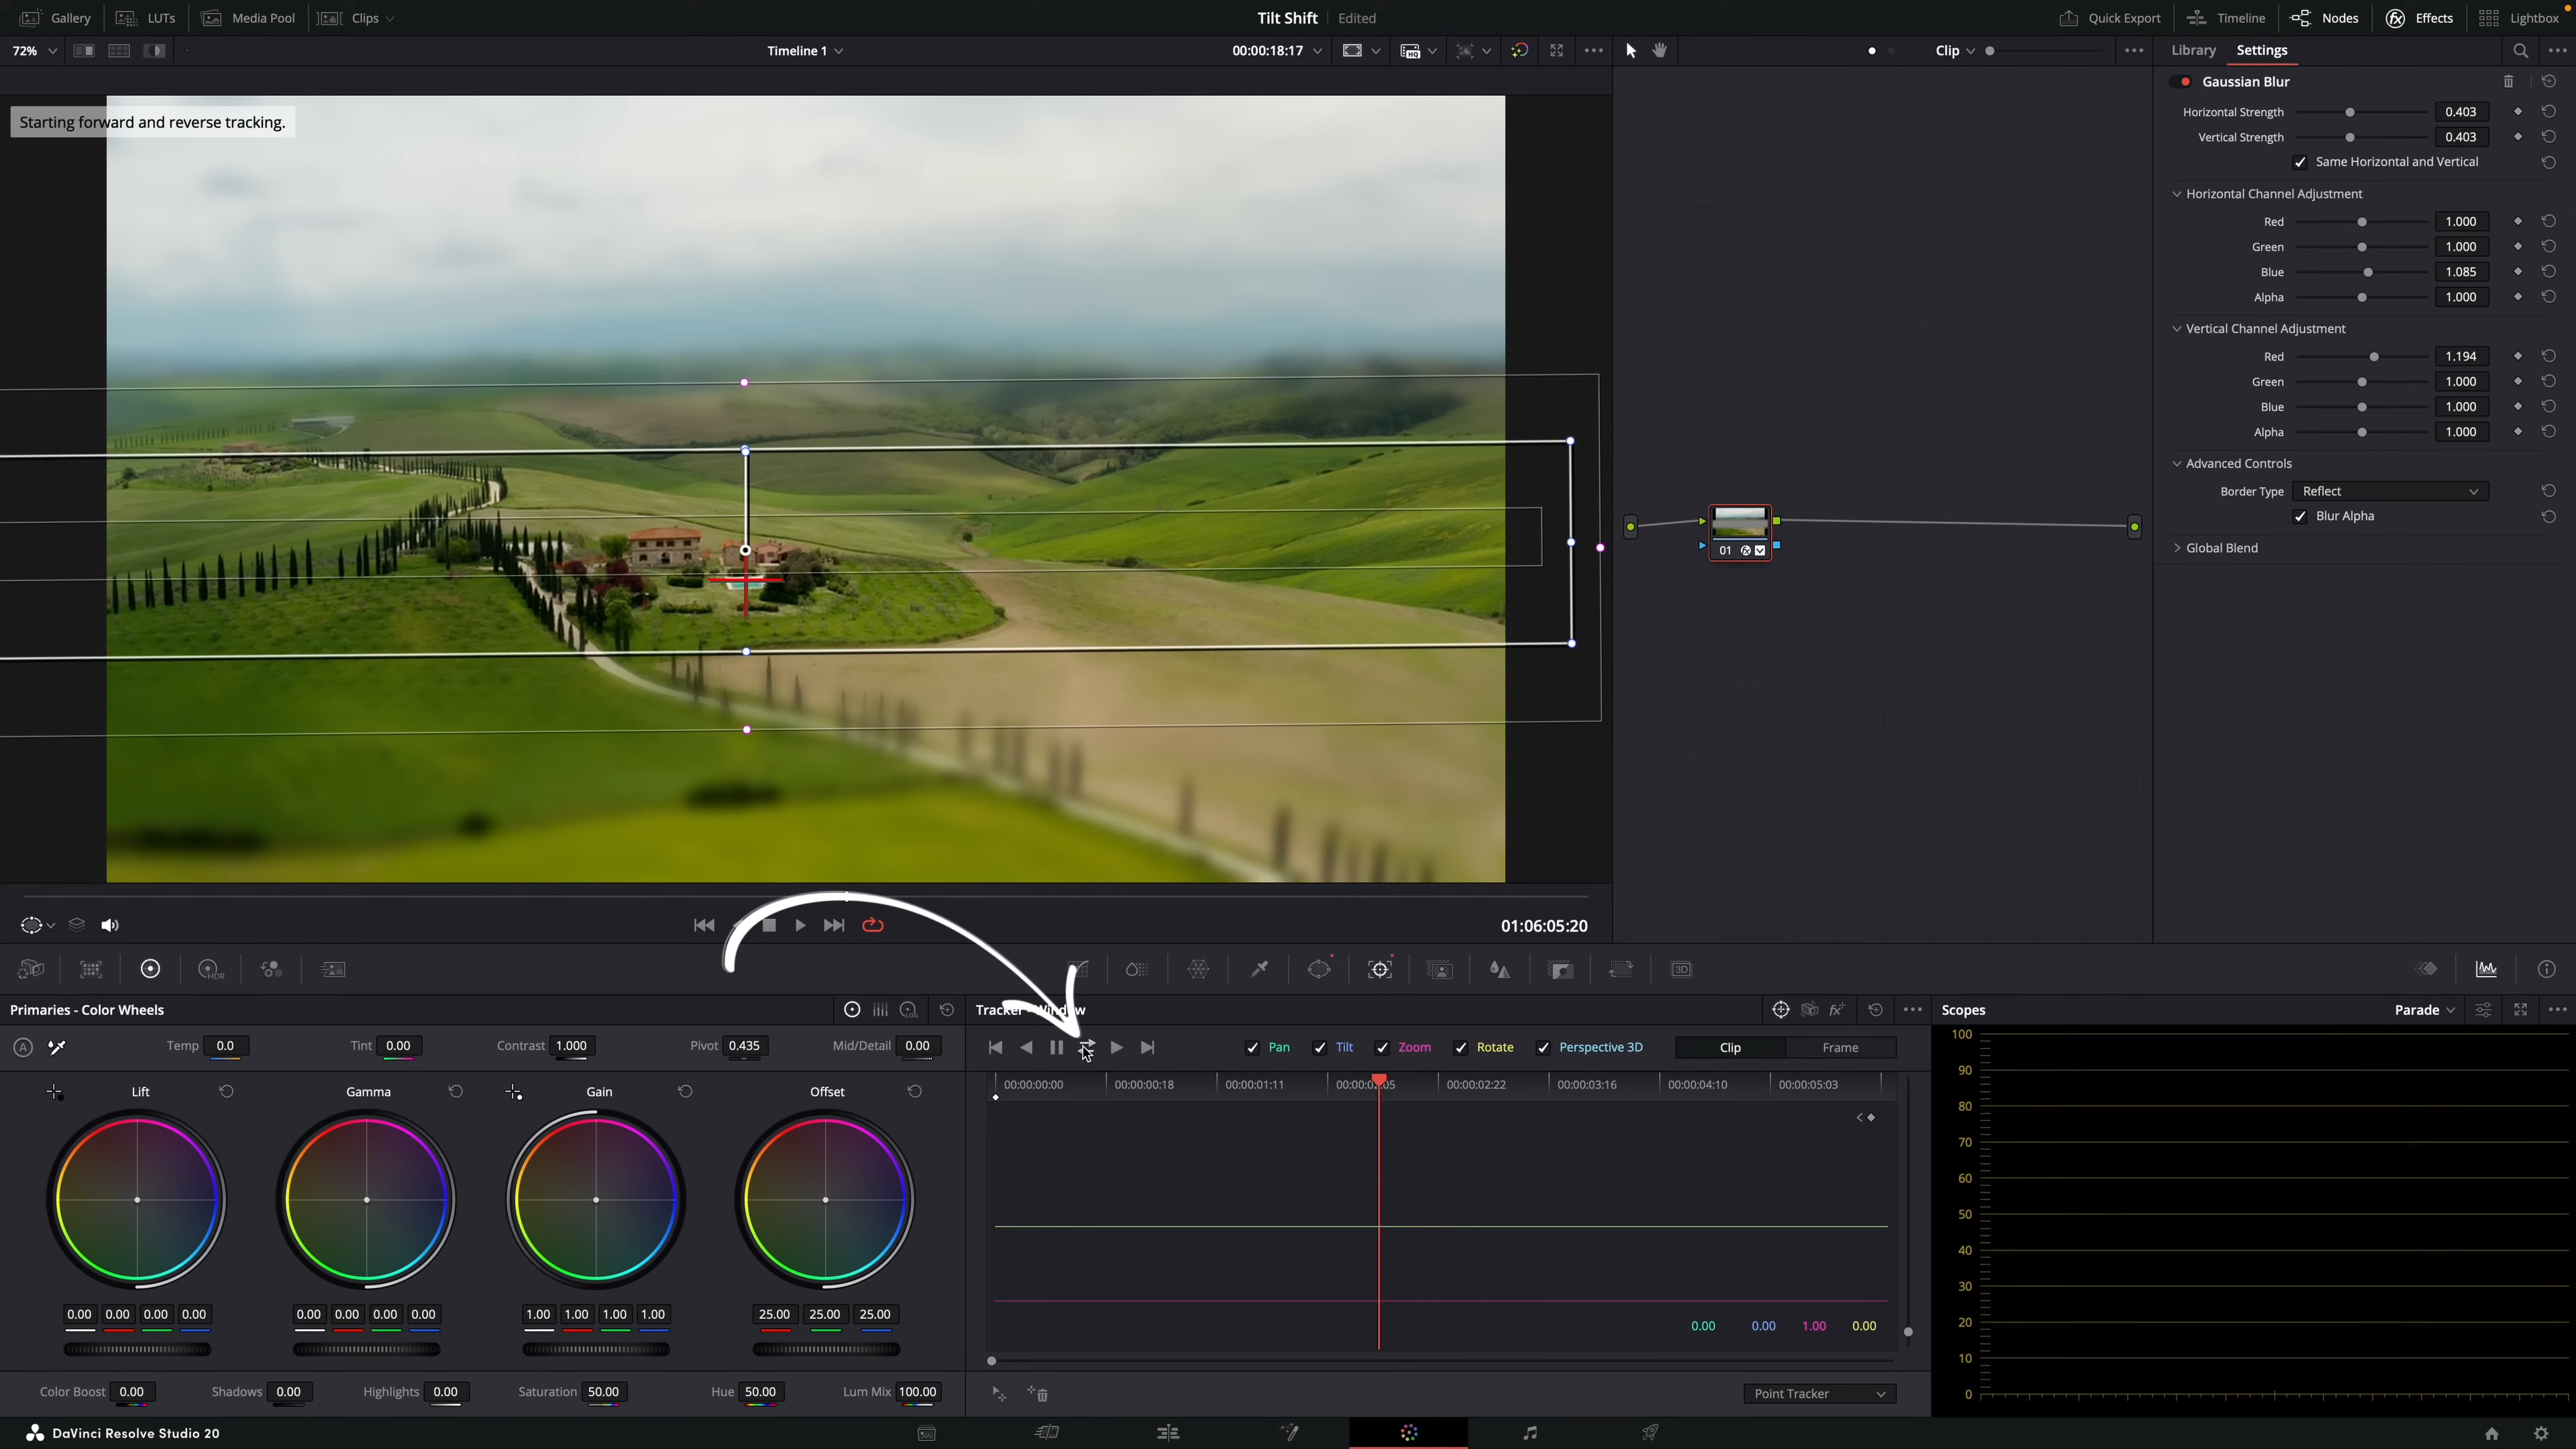 Gallery LUTs Media Pool Clips Tilt Shift Edited Quick Export Timeline Nodes Effects Lightbox
72% Timeline 1 00:00:18:17 Clip Library Settings
Starting forward and reverse tracking.
Gaussian Blur
Horizontal Strength 0.403
Vertical Strength 0.403
Same Horizontal and Vertical
Horizontal Channel Adjustment
Red 1.000
Green 1.000
Blue 1.085
Alpha 1.000
Vertical Channel Adjustment
Red 1.194
Green 1.000
Blue 1.000
Alpha 1.000
Advanced Controls
Border Type Reflect
Blur Alpha
Global Blend
01
01:06:05:20
HDR 3D
Primaries - Color Wheels LOG
Temp 0.0 Tint 0.00 Contrast 1.000 Pivot 0.435 Mid/Detail 0.00
Lift Gamma Gain Offset
0.00 0.00 0.00 0.00 0.00 0.00 0.00 0.00 1.00 1.00 1.00 1.00 25.00 25.00 25.00
Color Boost 0.00 Shadows 0.00 Highlights 0.00 Saturation 50.00 Hue 50.00 Lum Mix 100.00
Tracker - Window
Pan Tilt Zoom Rotate Perspective 3D Clip Frame
00:00:00:00 00:00:00:18 00:00:01:11 00:00:02:05 00:00:02:22 00:00:03:16 00:00:04:10 00:00:05:03
0.00 0.00 1.00 0.00
Point Tracker
Scopes Parade
100
90
80
70
60
50
40
30
20
10
0
DaVinci Resolve Studio 20